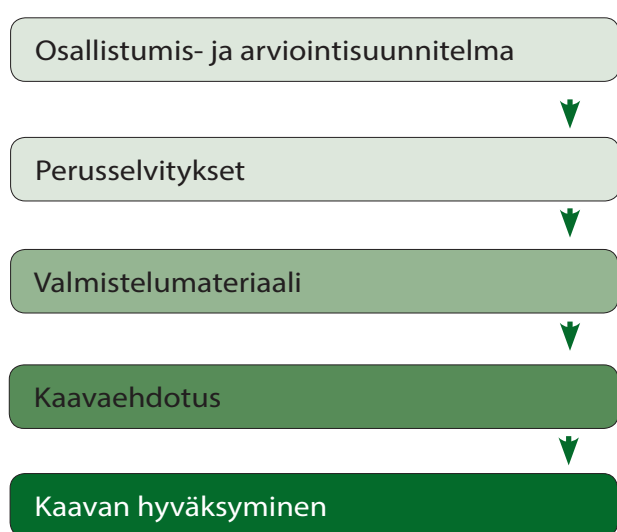 Osallistumis- ja arviointisuunnitelma
Perusselvitykset
Valmistelumateriaali
Kaavaehdotus
Kaavan hyväksyminen